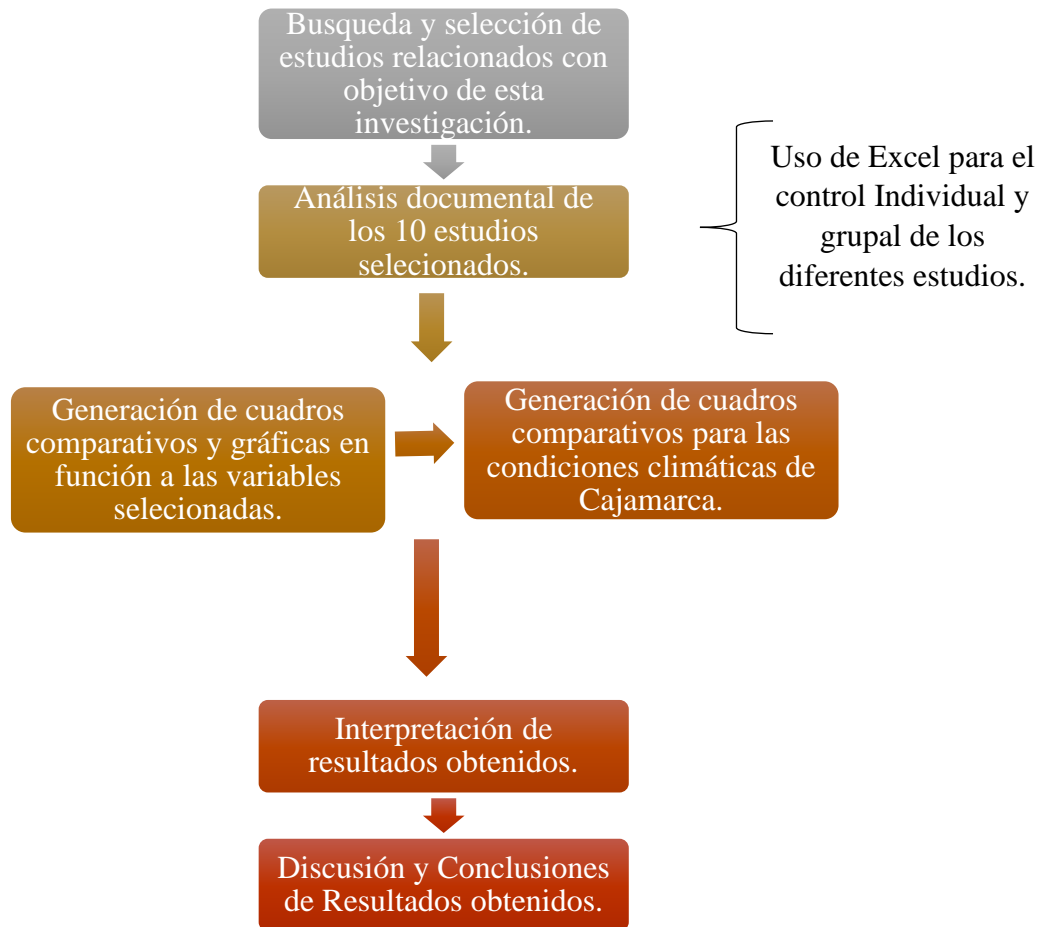 Busqueda y selección de
estudios relacionados con
objetivo de esta
investigación.
Análisis documental de
los 10 estudios
selecionados.
Uso de Excel para el
control Individual y
grupal de los
diferentes estudios.
Generación de cuadros
comparativos y gráficas en
función a las variables
selecionadas.
Generación de cuadros
comparativos para las
condiciones climáticas de
Cajamarca.
Interpretación de
resultados obtenidos.
Discusión y Conclusiones
de Resultados obtenidos.